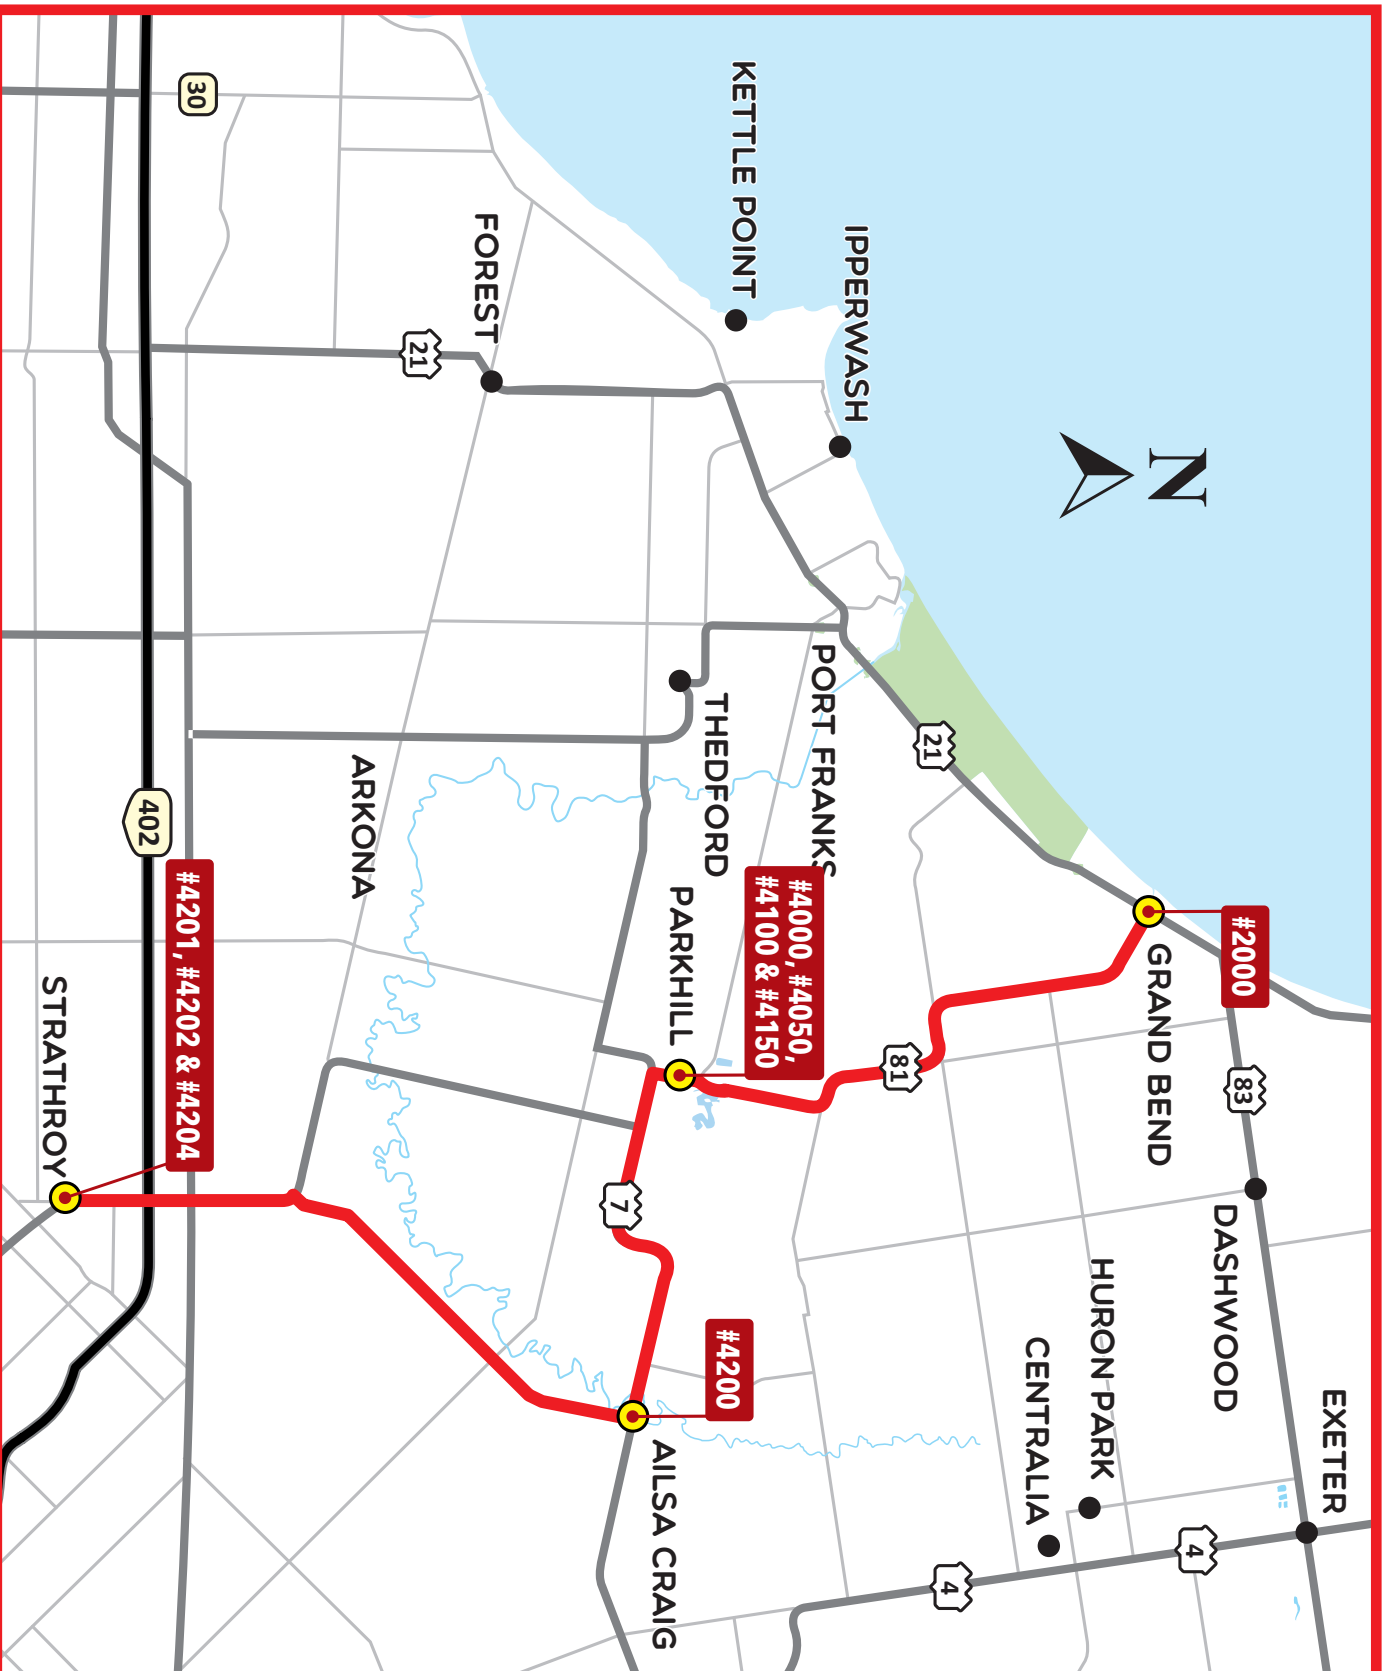 N
#2000
GRAND BEND
83
DASHWOOD
EXETER
4
HURON PARK
CENTRALIA
4
IPPERWASH
KETTLE POINT
21
PORT FRANKS
81
#4000, #4050,
#4100 & #4150
THEDFORD
PARKHILL
7
#4200
AILSA CRAIG
FOREST
21
ARKONA
30
402
#4201, #4202 & #4204
STRATHROY